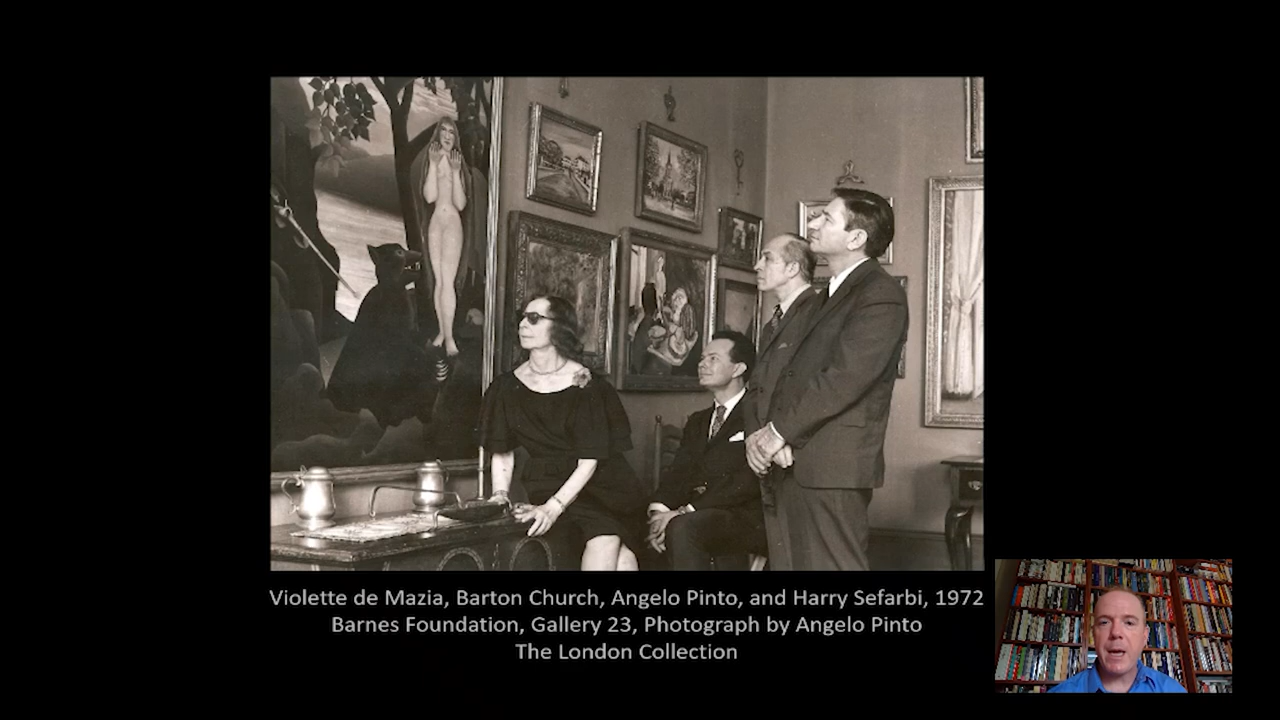 Violette de Mazia, Barton Church, Angelo Pinto, and Harry Sefarbi, 1972
Barnes Foundation, Gallery 23, Photograph by Angelo Pinto
The London Collection